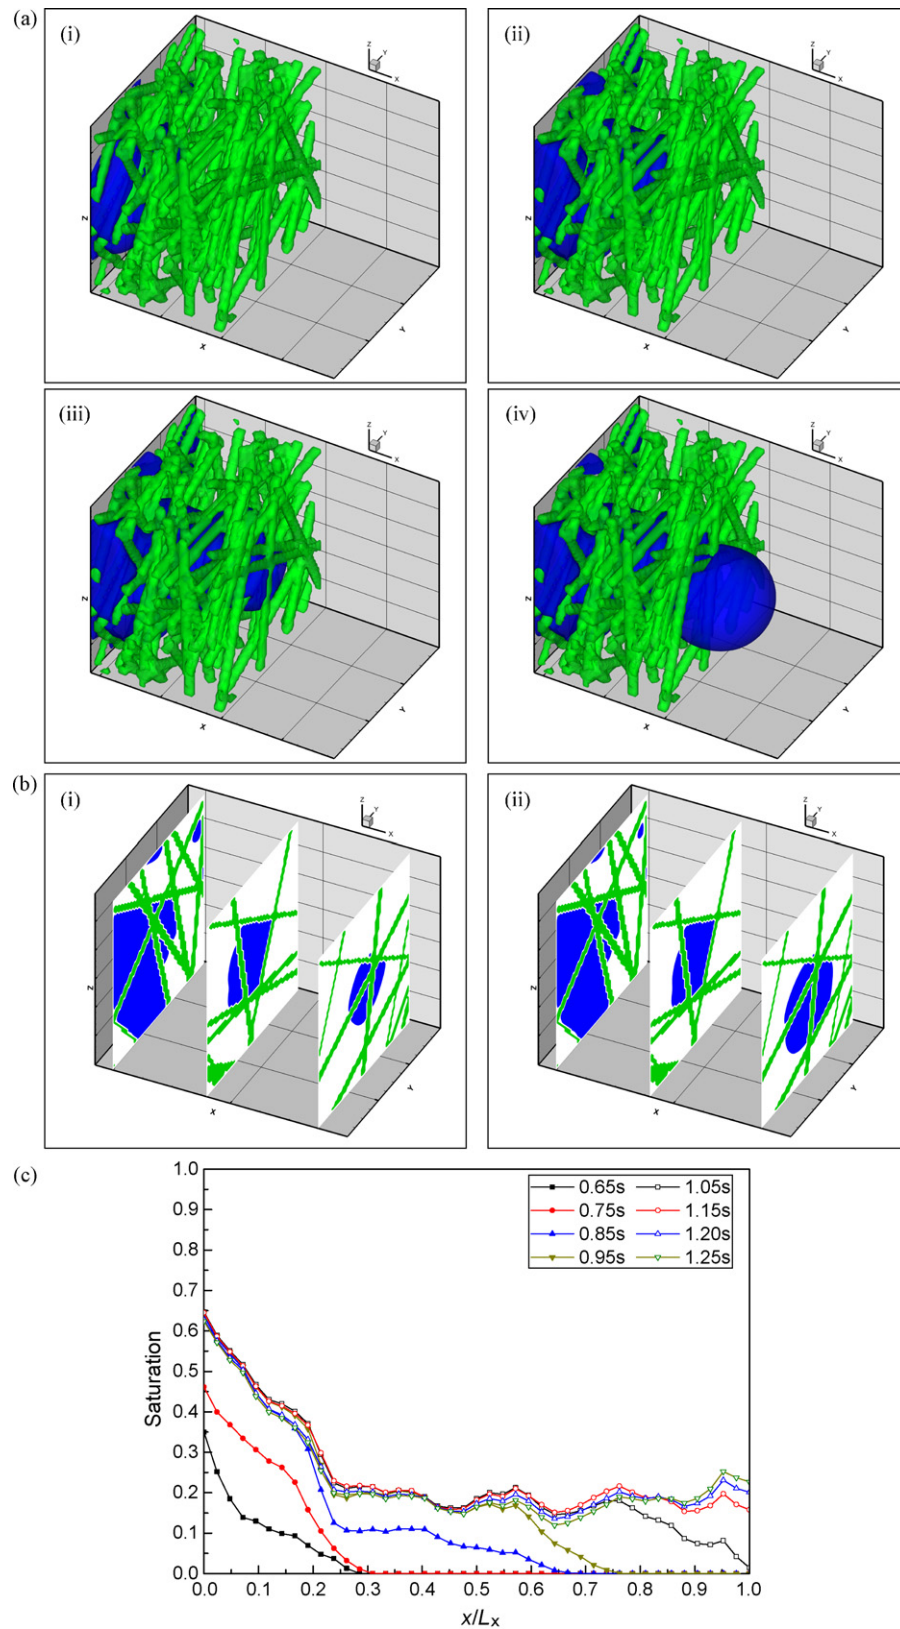 (a)
(i)
Z
Y
X
Z
X
Y
(ii)
Z
Y
X
Z
X
Y
(iii)
Z
Y
X
Z
X
Y
(iv)
Z
Y
X
Z
X
Y
(b)
(i)
Z
Y
X
Z
X
Y
(ii)
Z
Y
X
Z
X
Y
(c)
1.0
0.9
0.8
0.7
0.6
0.5
0.4
0.3
0.2
0.1
0.0
Saturation
0.65s
1.05s
0.75s
1.15s
0.85s
1.20s
0.95s
1.25s
0.0 0.1 0.2 0.3 0.4 0.5 0.6 0.7 0.8 0.9 1.0
x/Lx